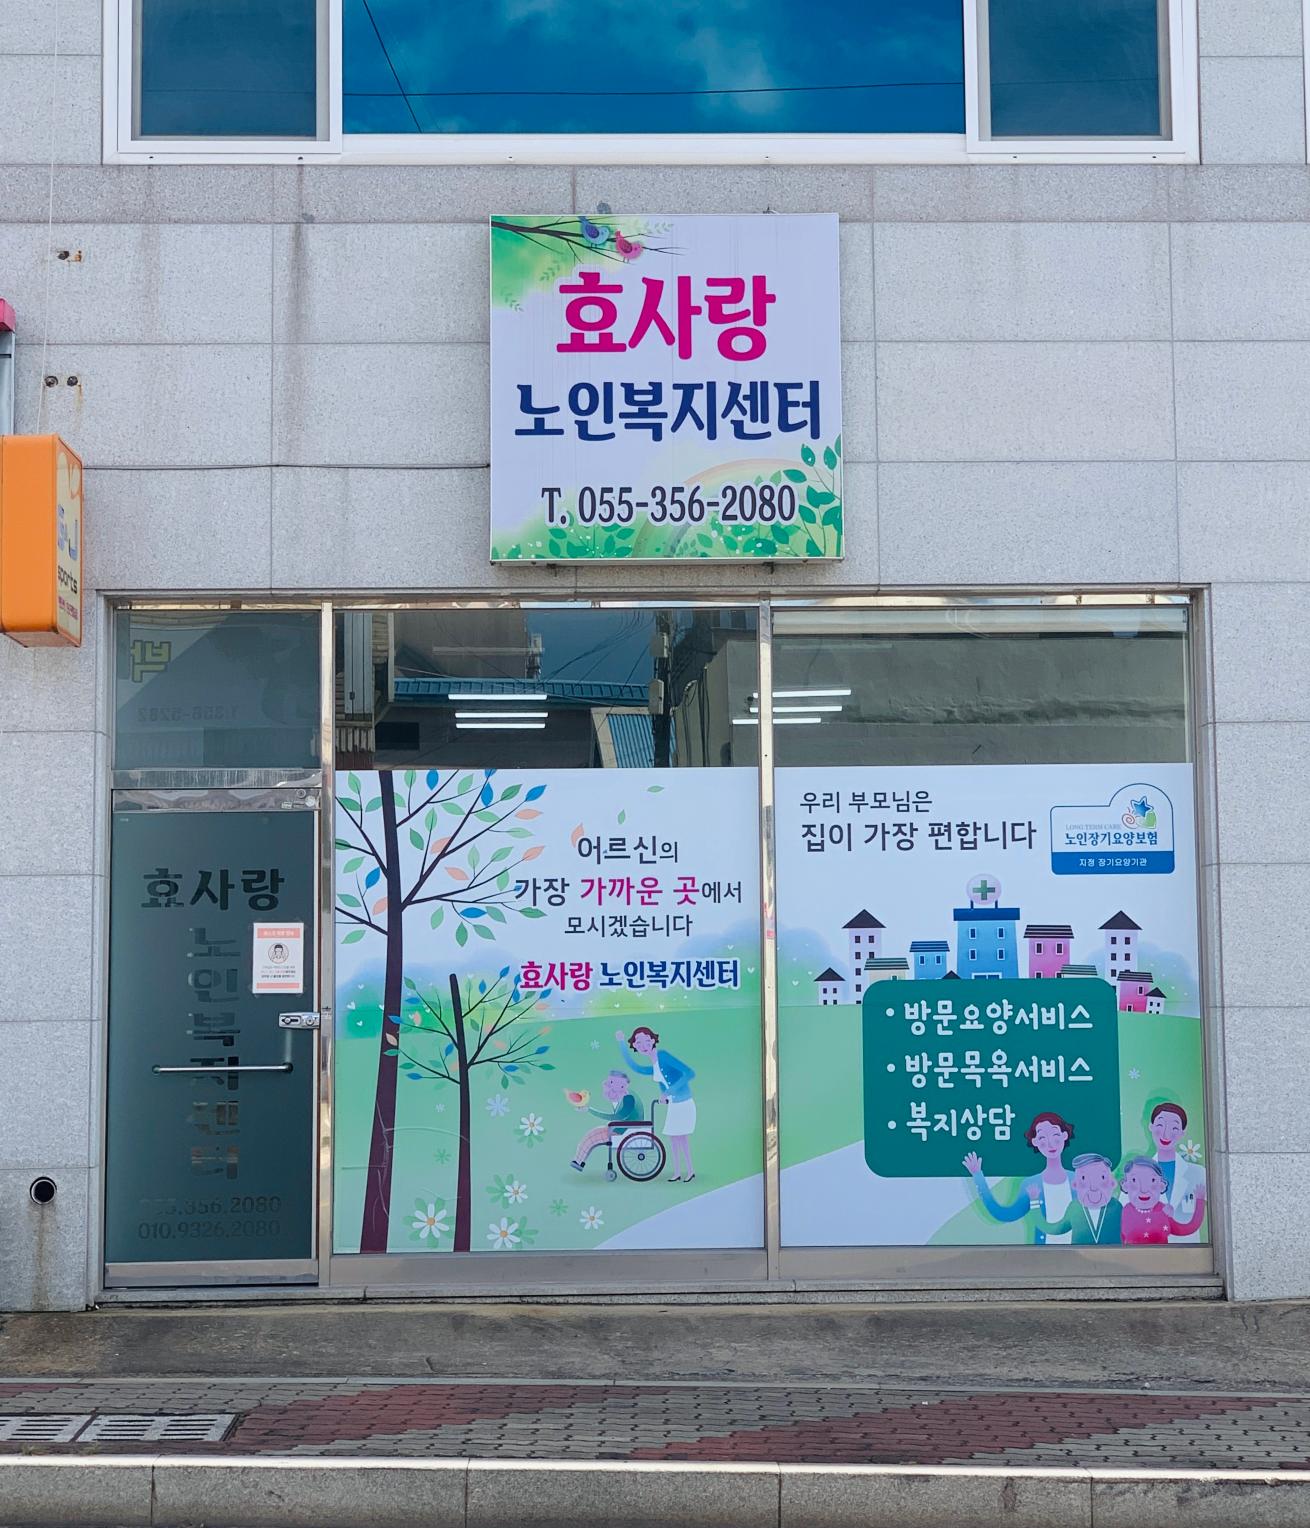 효사랑
노인복지센터
T. 055-356-2080
sports
효사랑
노인복지센터
055.356.2080
010.9326.2080
어르신의
가장 가까운 곳에서
모시겠습니다
효사랑 노인복지센터
우리 부모님은
집이 가장 편합니다
LONG TERM CARE
노인장기요양보험
지정 장기요양기관
• 방문요양서비스
• 방문목욕서비스
• 복지상담